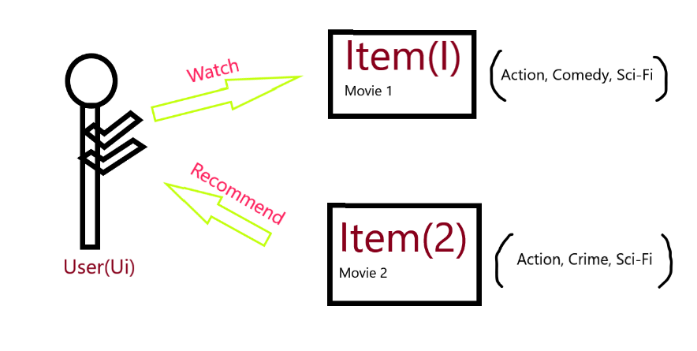 Watch
Item(I)
Movie 1
(Action, Comedy, Sci-Fi)
Recommend
Item(2)
Movie 2
(Action, Crime, Sci-Fi)
User(Ui)